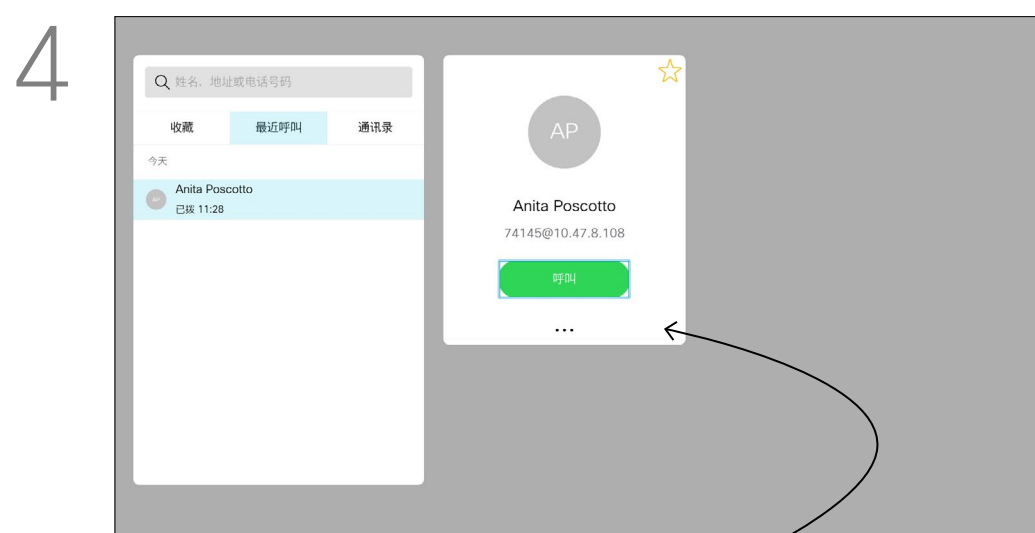 4
姓名、地址或电话号码
收藏 最近呼叫 通讯录
今天
AP Anita Poscotto
已拨 11:28
AP
Anita Poscotto
74145@10.47.8.108
呼叫
...